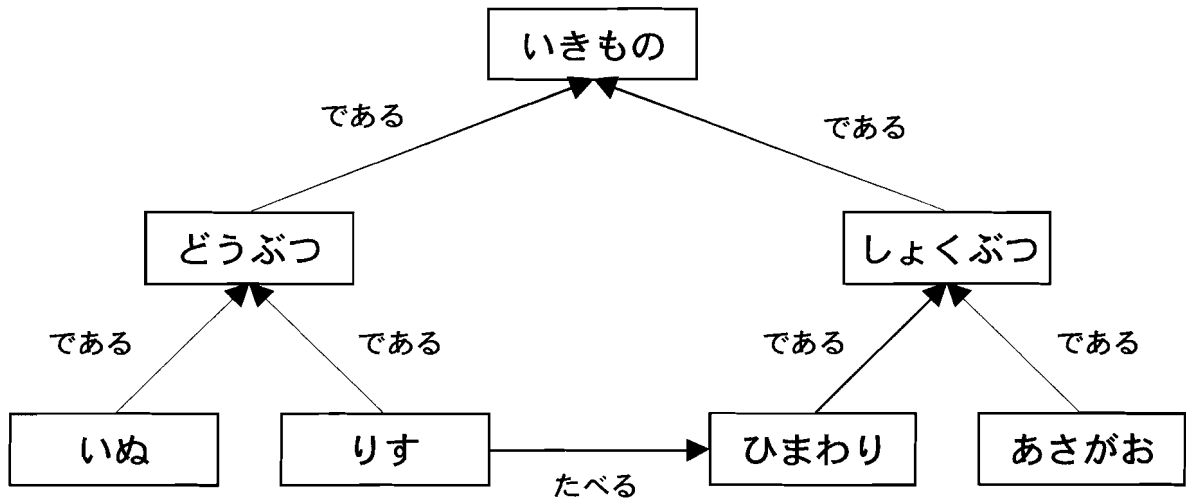 いきもの
である
である
どうぶつ
しょくぶつ
である
である
である
である
いぬ
りす
ひまわり
あさがお
たべる